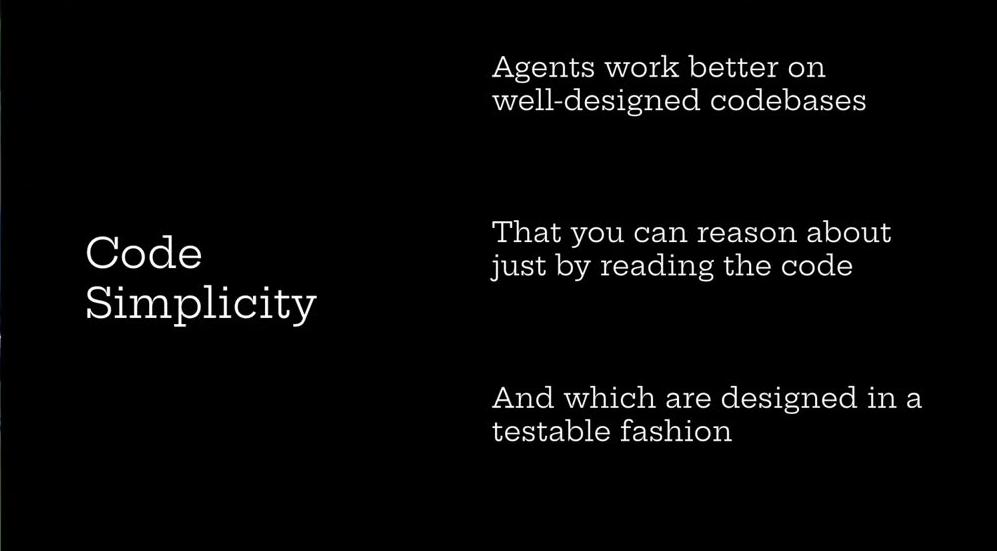 Code
Simplicity
Agents work better on
well-designed codebases
That you can reason about
just by reading the code
And which are designed in a
testable fashion